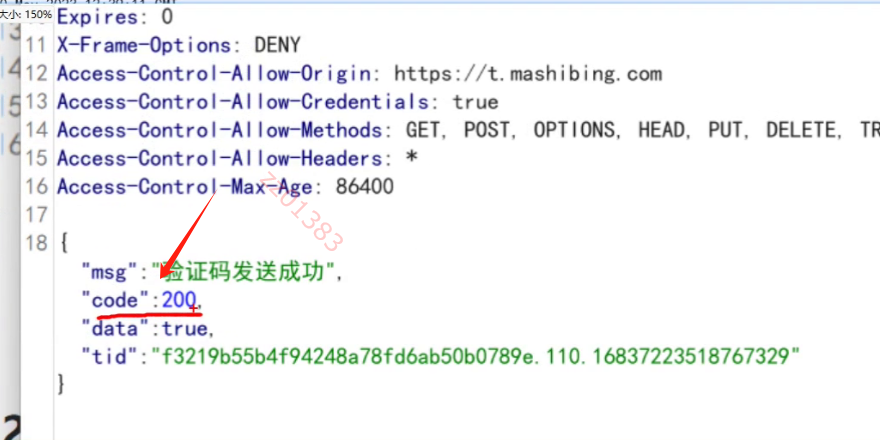 大小: 150%
10 Expires: 0
11 X-Frame-Options: DENY
12 Access-Control-Allow-Origin: https://t.mashibing.com
13 Access-Control-Allow-Credentials: true
14 Access-Control-Allow-Methods: GET, POST, OPTIONS, HEAD, PUT, DELETE, TR
15 Access-Control-Allow-Headers: *
16 Access-Control-Max-Age: 86400
zz01383
17
18 {
"msg":"验证码发送成功",
"code":200,
"data":true,
"tid":"f3219b55b4f94248a78fd6ab50b0789e.110.16837223518767329"
}
2